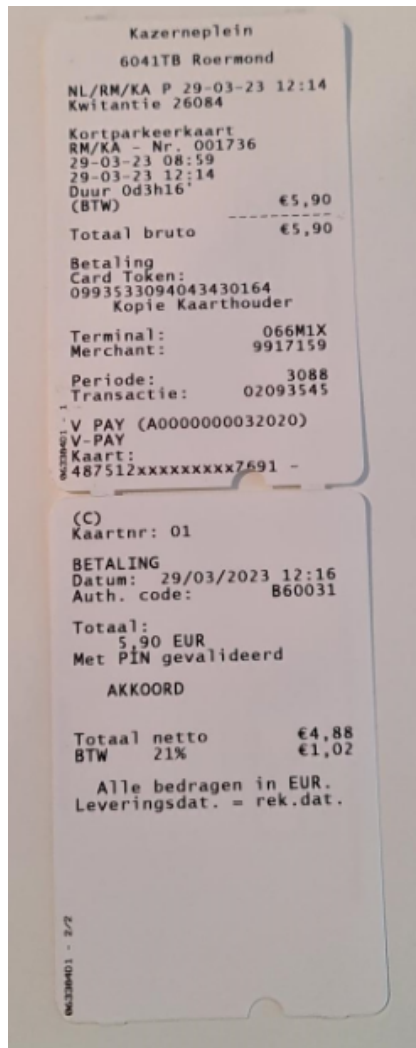 Kazerneplein
6041TB Roermond
NL/RM/KA P 29-03-23 12:14
Kwitantie 26084
Kortparkeerkaart
RM/KA - Nr. 001736
29-03-23 08:59
29-03-23 12:14
Duur 0d3h16'
(BTW) €5,90
Totaal bruto €5,90
Betaling
Card Token:
0993533094043430164
Kopie Kaarthouder
Terminal: 066M1X
Merchant: 9917159
Periode: 3088
Transactie: 02093545
V PAY (A0000000032020)
V-PAY
Kaart:
487512xxxxxxxxx7691 -
(C)
Kaartnr: 01
BETALING
Datum: 29/03/2023 12:16
Auth. code: B60031
Totaal:
5,90 EUR
Met PIN gevalideerd
AKKOORD
Totaal netto €4,88
BTW 21% €1,02
Alle bedragen in EUR.
Leveringsdat. = rek.dat.